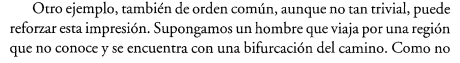 Otro ejemplo, también de orden común, aunque no tan trivial, puede
reforzar esta impresión. Supongamos un hombre que viaja por una región
que no conoce y se encuentra con una bifurcación del camino. Como no